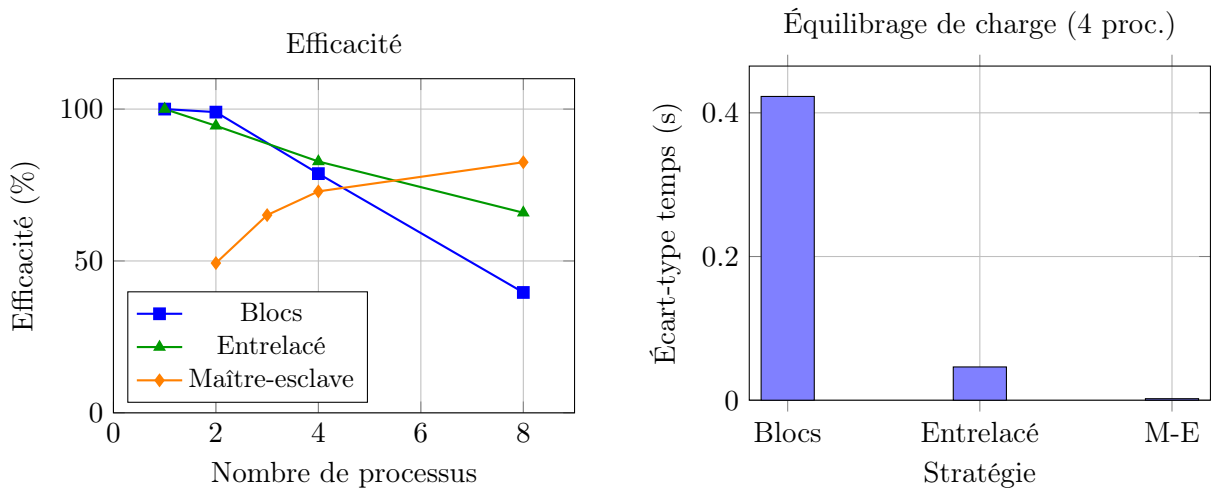 Efficacité
Efficacité (%)
100
50
0
Blocs
Entrelacé
Maître-esclave
0 2 4 6 8
Nombre de processus
Équilibrage de charge (4 proc.)
Écart-type temps (s)
0.4
0.2
0
Blocs Entrelacé M-E
Stratégie